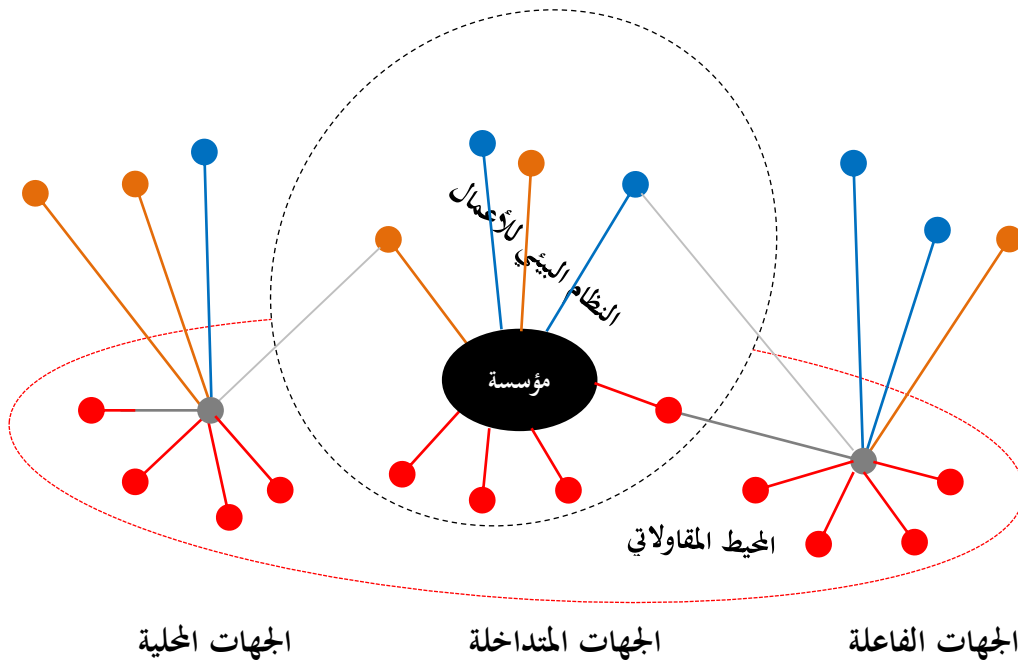 النظام البيئي للأعمال
مؤسسة
المحيط المقاولاتي
الجهات الفاعلة
الجهات المتداخلة
الجهات المحلية